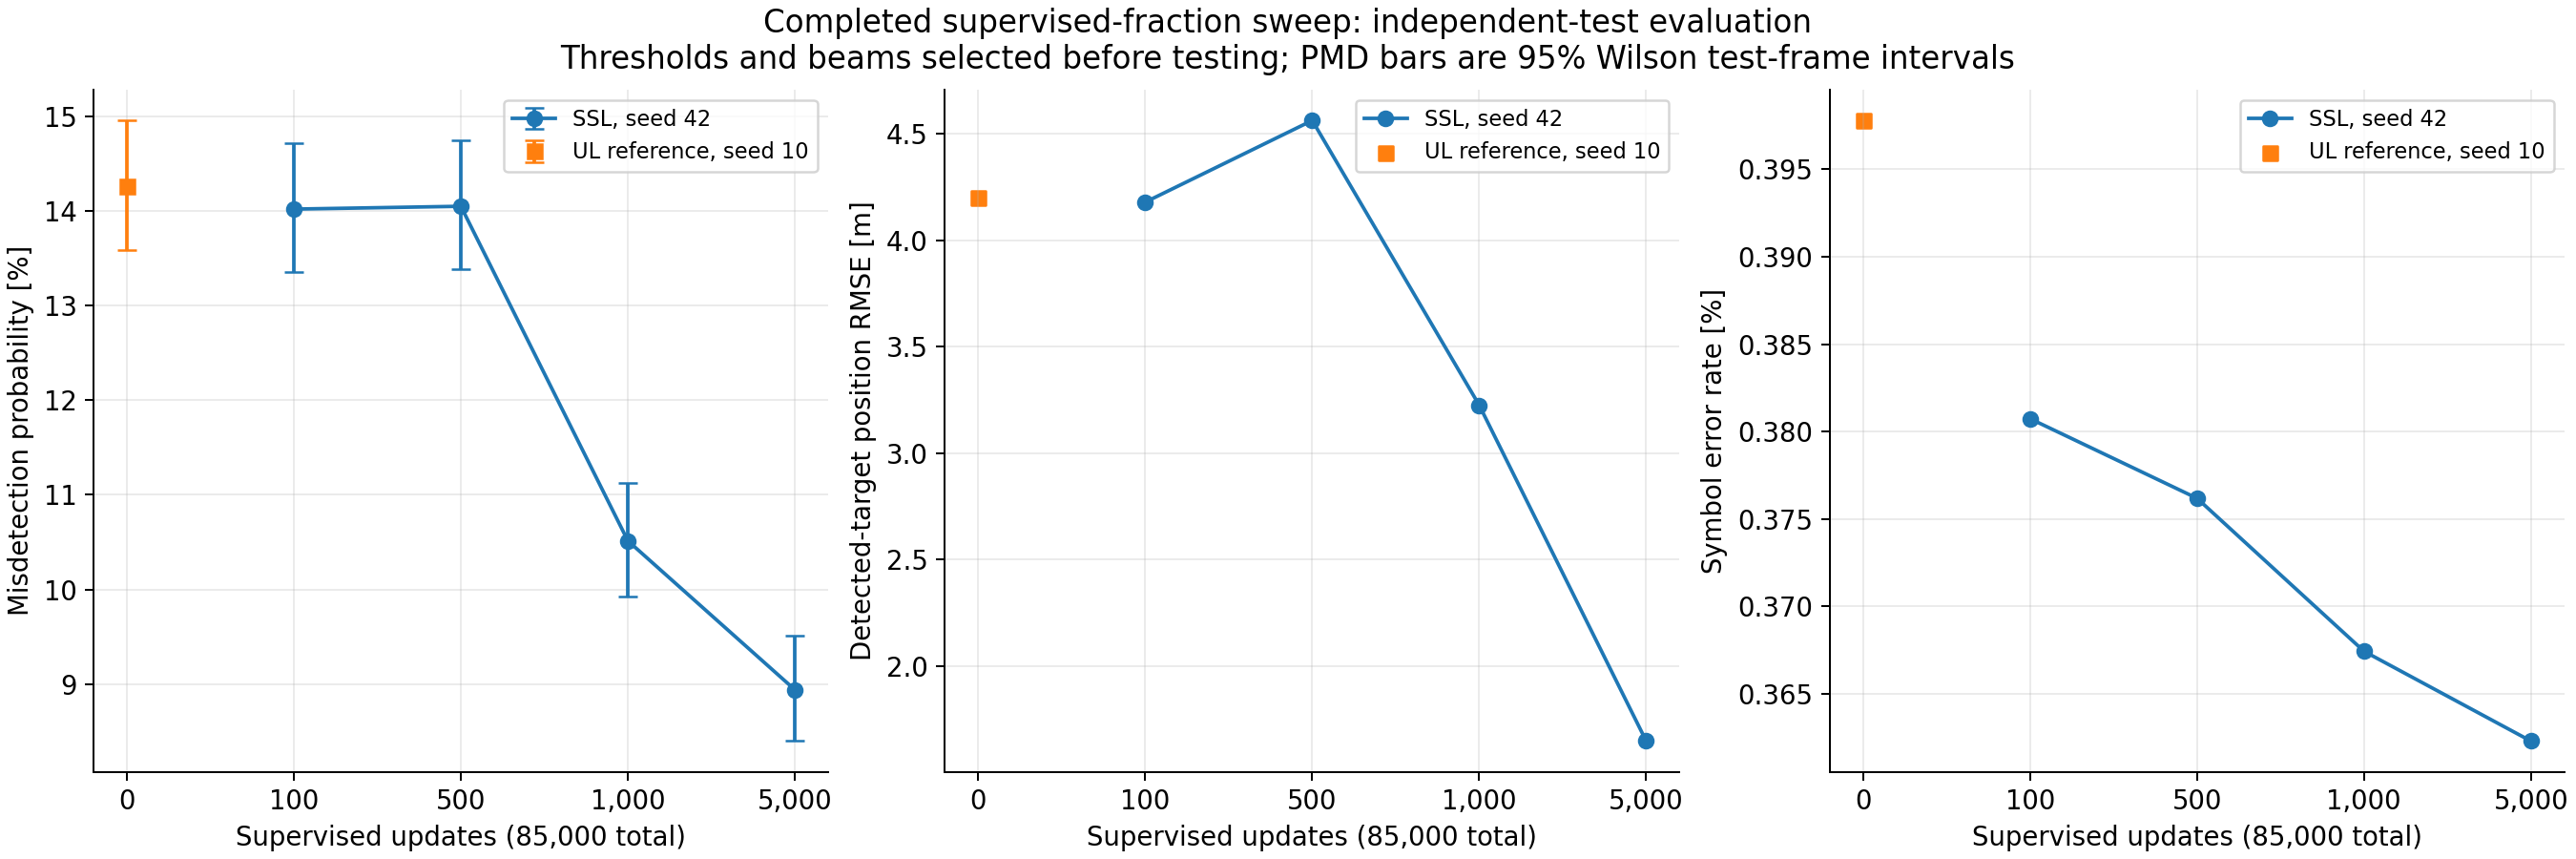 Completed supervised-fraction sweep: independent-test evaluation
Thresholds and beams selected before testing; PMD bars are 95% Wilson test-frame intervals
Misdetection probability [%]
15
14
13
12
11
10
9
SSL, seed 42
UL reference, seed 10
0
100
500
1,000
5,000
Supervised updates (85,000 total)
Detected-target position RMSE [m]
4.5
4.0
3.5
3.0
2.5
2.0
SSL, seed 42
UL reference, seed 10
0
100
500
1,000
5,000
Supervised updates (85,000 total)
Symbol error rate [%]
0.395
0.390
0.385
0.380
0.375
0.370
0.365
SSL, seed 42
UL reference, seed 10
0
100
500
1,000
5,000
Supervised updates (85,000 total)